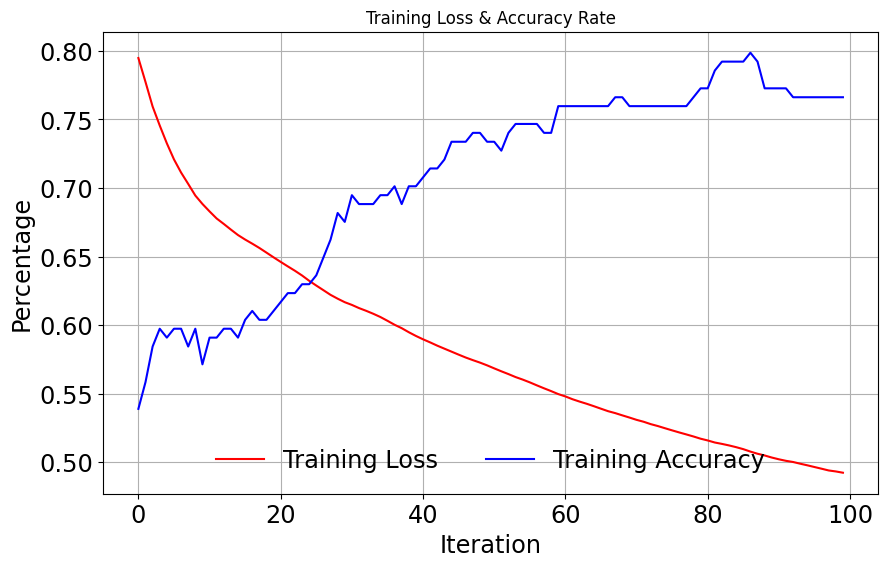 Training Loss & Accuracy Rate
0.80
0.75
0.70
0.65
0.60
0.55
0.50
Percentage
Training Loss Training Accuracy
0 20 40 60 80 100
Iteration